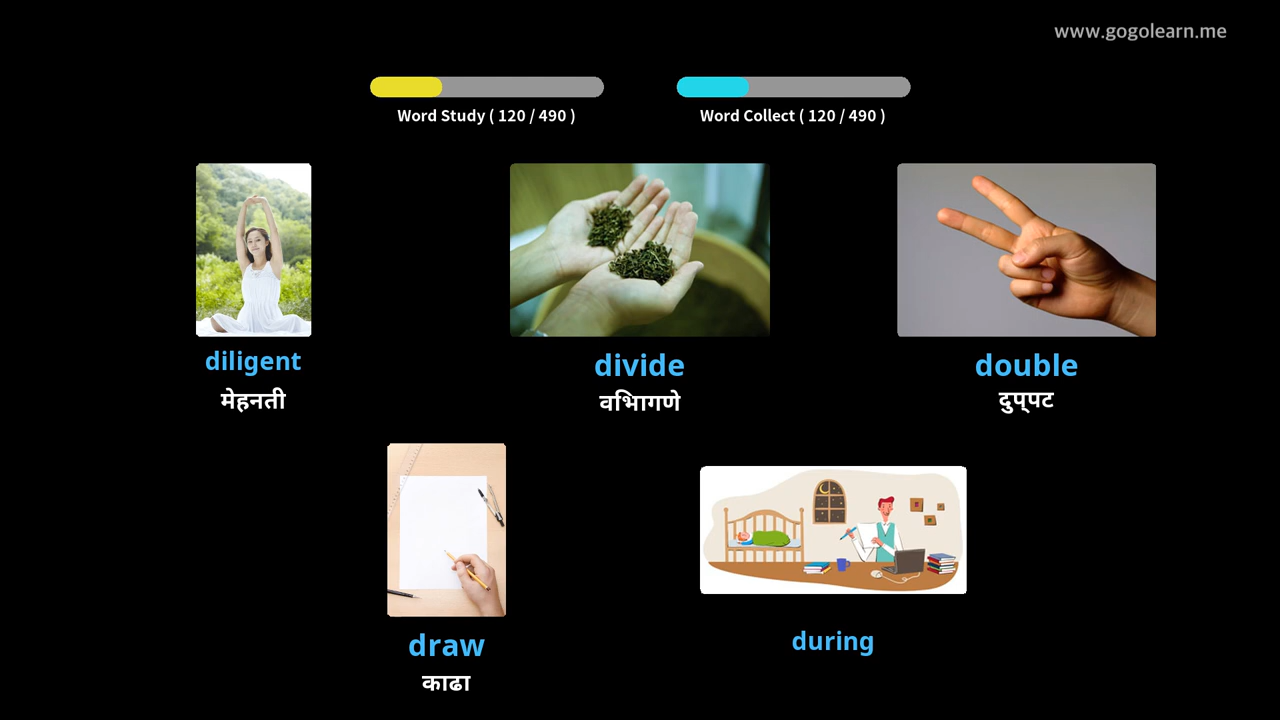 www.gogolearn.me
Word Study ( 120 / 490 )
Word Collect ( 120 / 490 )
diligent
मेहनती
divide
विभागणे
double
दुप्पट
draw
काढा
during